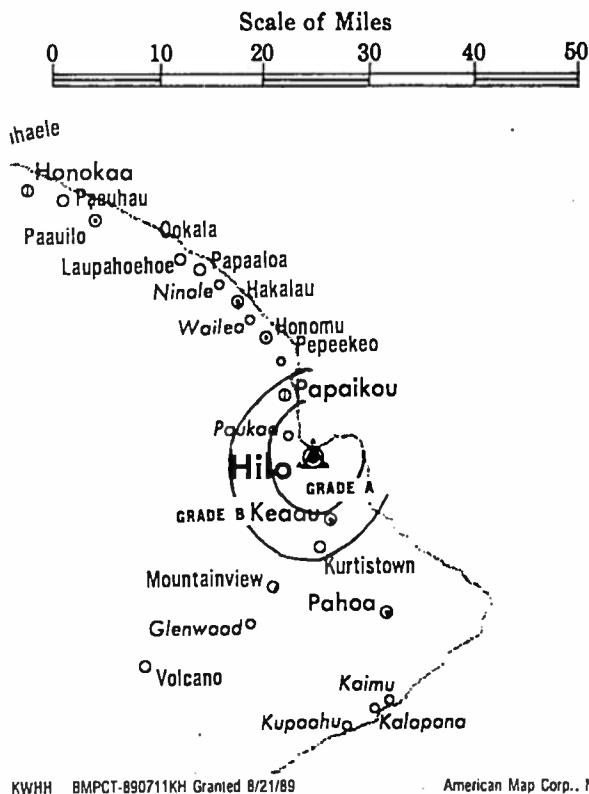 Scale of Miles
0 10 20 30 40 50
ihaele
Honokaa
Paauhau
Paauilo
Ookala
Laupahoehoe
Papaaloa
Ninole
Hakalau
Wailea
Honomu
Pepeekeo
Papaikou
Paukaa
Hilo
GRADE A
GRADE B
Keaau
Kurtistown
Mountainview
Pahoa
Glenwood
Volcano
Kaimu
Kupaahu
Kalapana
KWHH BMPCT-890711KH Granted 8/21/89
American Map Corp.,